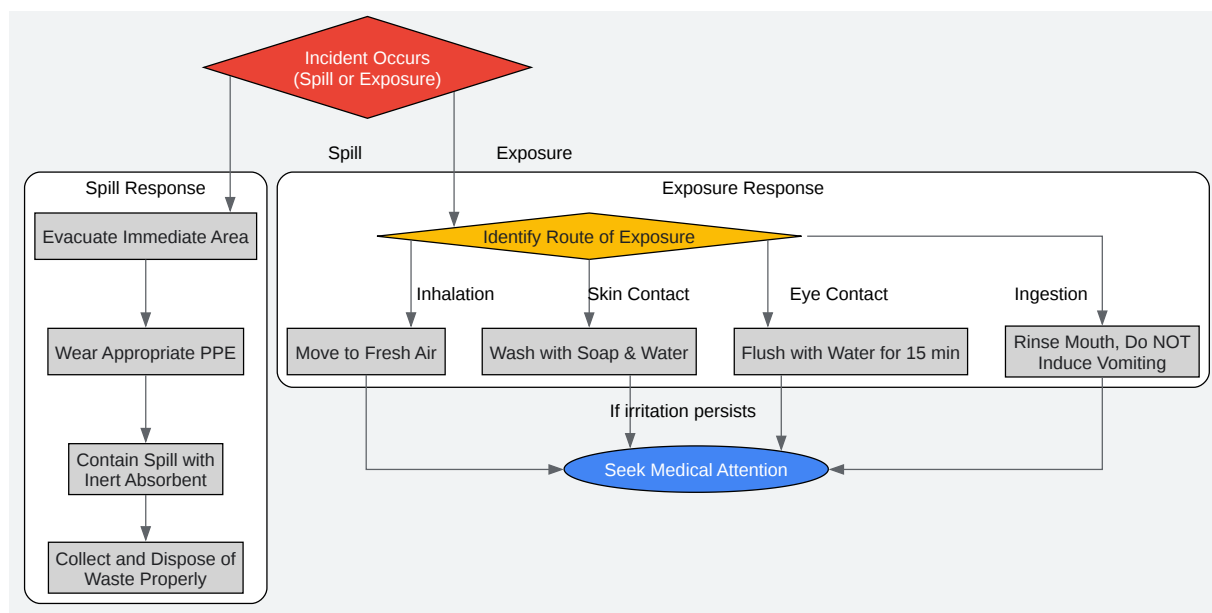 Incident Occurs
(Spill or Exposure)
Spill
Exposure
Spill Response
Evacuate Immediate Area
Wear Appropriate PPE
Contain Spill with
Inert Absorbent
Collect and Dispose of
Waste Properly
Exposure Response
Identify Route of Exposure
Inhalation
Skin Contact
Eye Contact
Ingestion
Move to Fresh Air
Wash with Soap & Water
Flush with Water for 15 min
Rinse Mouth, Do NOT
Induce Vomiting
If irritation persists
Seek Medical Attention